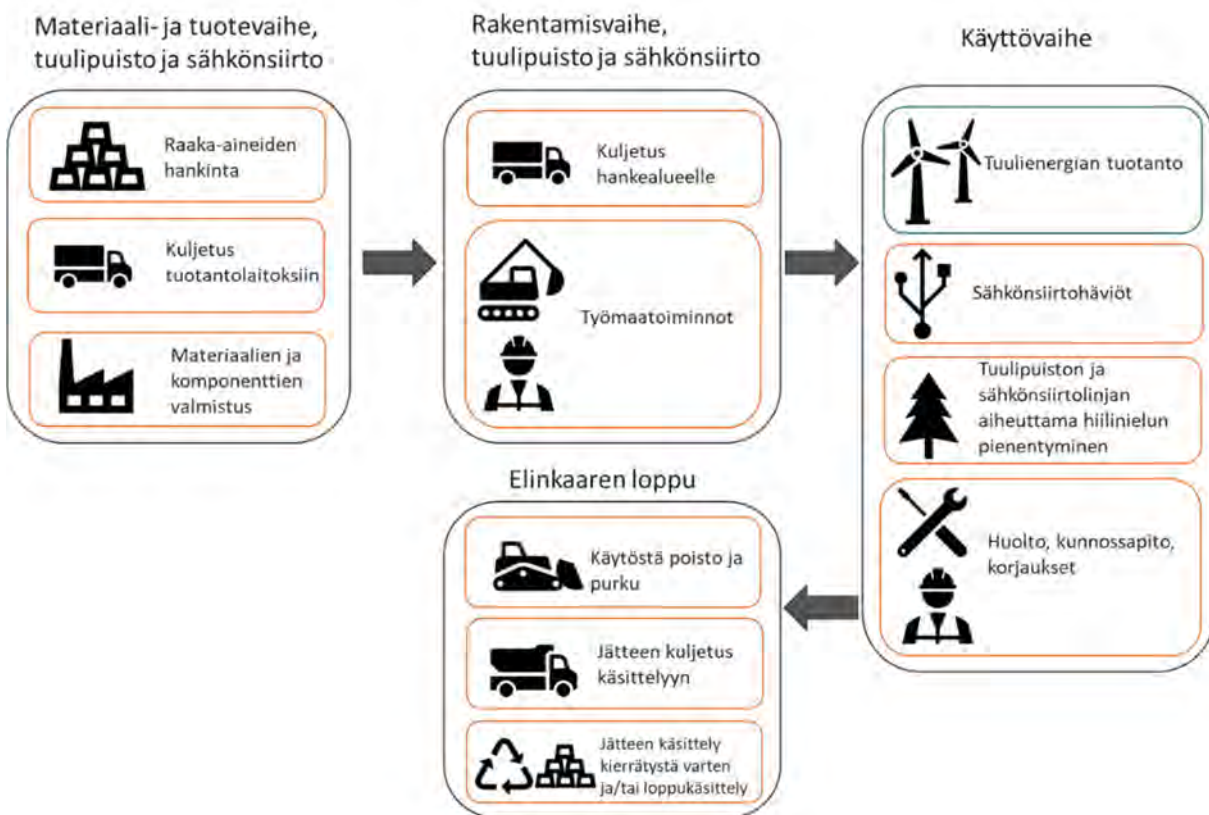 Materiaali- ja tuotevaihe,
tuulipuisto ja sähkönsiirto
Raaka-aineiden
hankinta
Kuljetus
tuotantolaitoksiin
Materiaalien ja
komponenttien
valmistus
Rakentamisvaihe,
tuulipuisto ja sähkönsiirto
Kuljetus
hankealueelle
Työmaatoiminnot
Käyttövaihe
Tuulienergian tuotanto
Sähkönsiirtohäviöt
Tuulipuiston ja
sähkönsiirtolinjan
aiheuttama hiilinielun
pienentyminen
Huolto, kunnossapito,
korjaukset
Elinkaaren loppu
Käytöstä poisto ja
purku
Jätteen kuljetus
käsittelyyn
Jätteen käsittely
kierrätystä varten
ja/tai loppukäsittely